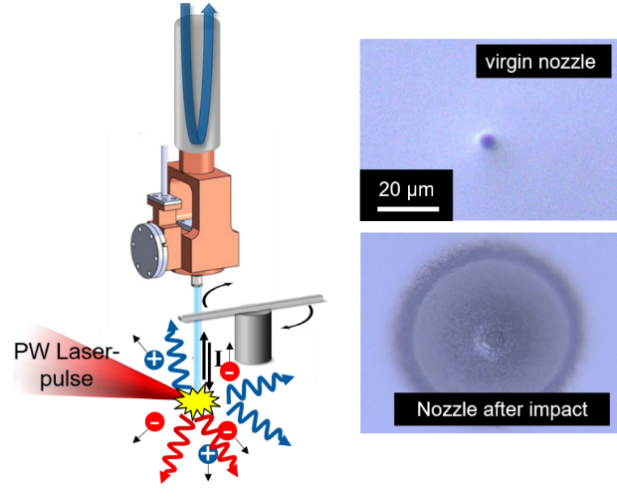 virgin nozzle
20 µm
PW Laser-
pulse
I
+
−
−
−
+
Nozzle after impact